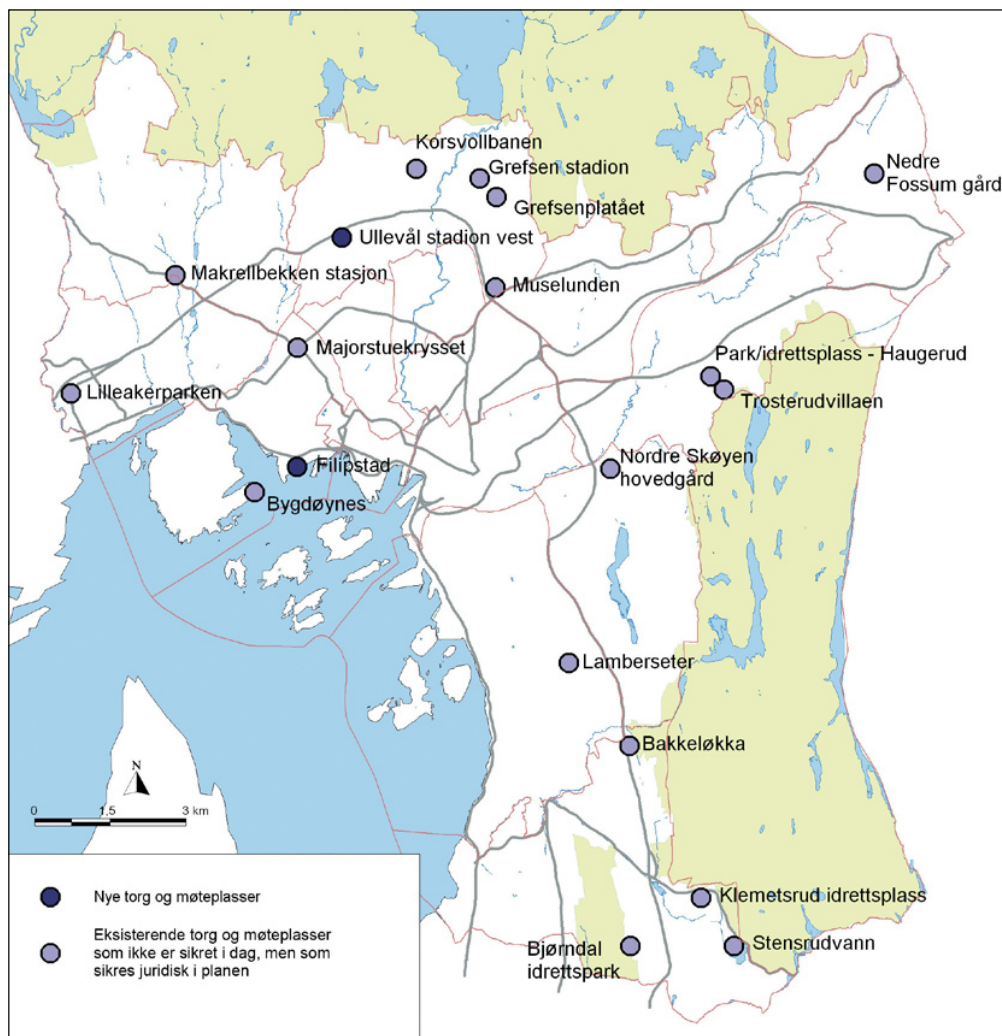 Korsvollbanen
Grefsen stadion
Nedre
Fossum gård
Grefsenplatået
Ullevål stadion vest
Makrellbekken stasjon
Muselunden
Majorstuekrysset
Park/idrettsplass - Haugerud
Lilleakerparken
Trosterudvillaen
Nordre Skøyen
hovedgård
Filipstad
Bygdøynes
Lamberseter
Bakkeløkka
N
0 1,5 3 km
Klemetsrud idrettsplass
Nye torg og møteplasser
Eksisterende torg og møteplasser
som ikke er sikret i dag, men som
sikres juridisk i planen
Bjørndal
idrettspark
Stensrudvann